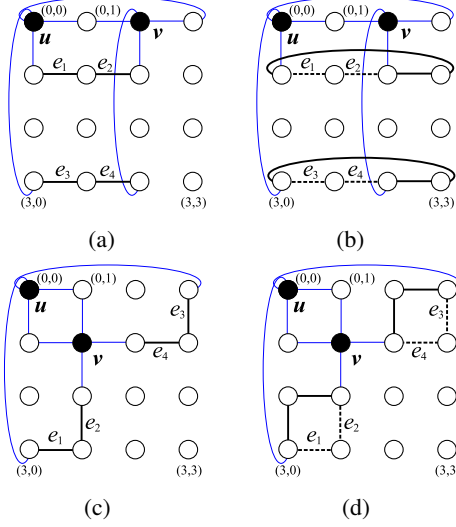 (0,0) (0,1) (0,0) (0,1)
u v u v
e₁ e₂ e₁ e₂
e₃ e₄ e₃ e₄
(3,0) (3,3) (3,0) (3,3)
(a) (b)
(0,0) (0,1) (0,0) (0,1)
u e₃ u e₃
v e₄ v e₄
e₁ e₂ e₁ e₂
(3,0) (3,3) (3,0) (3,3)
(c) (d)